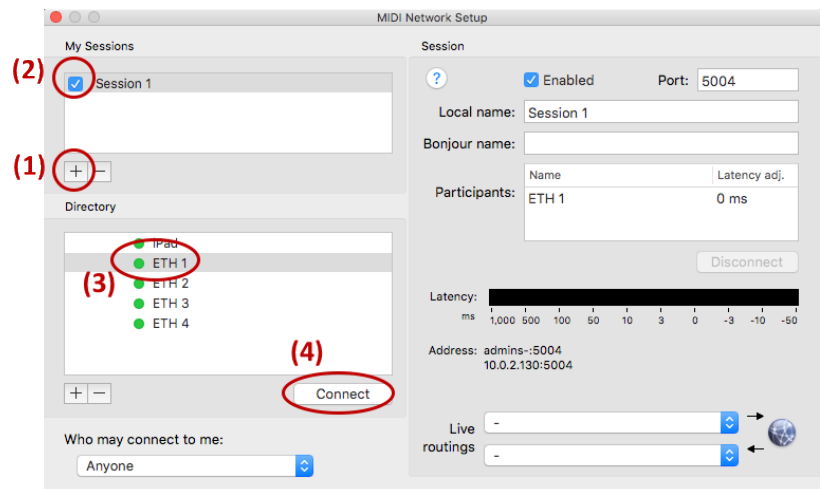 MIDI Network Setup
My Sessions
(2)
Session 1
(1)
+ −
Directory
iPad
ETH 1
(3)
ETH 2
ETH 3
ETH 4
(4)
+ −
Connect
Who may connect to me:
Anyone
Session
?
Enabled
Port: 5004
Local name: Session 1
Bonjour name:
Participants:
Name Latency adj.
ETH 1 0 ms
Disconnect
Latency:
ms 1,000 500 100 50 10 3 0 -3 -10 -50
Address: admins-:5004
10.0.2.130:5004
Live routings
-
-